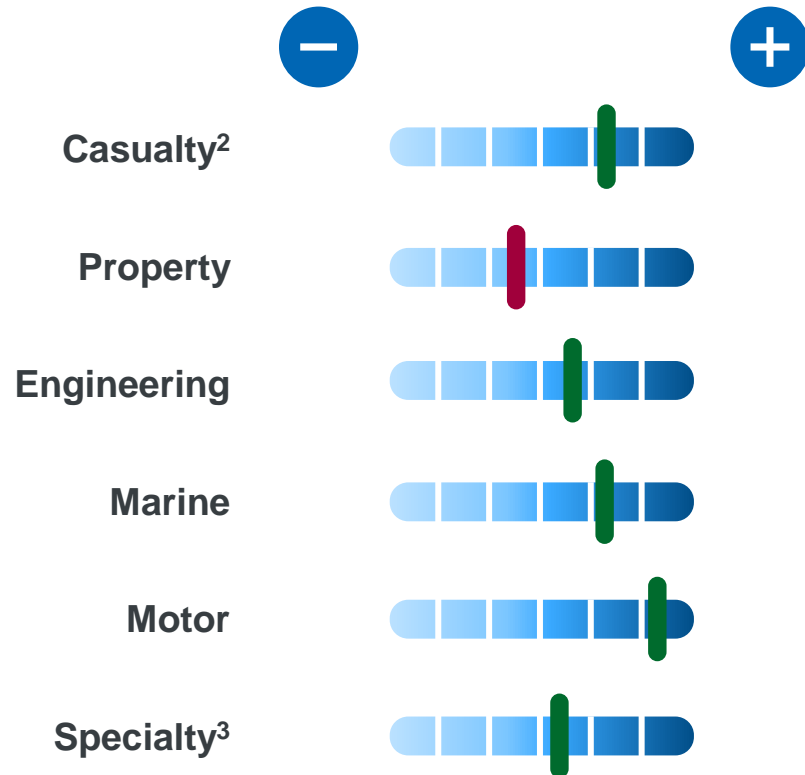 − +
Casualty²
Property
Engineering
Marine
Motor
Specialty³